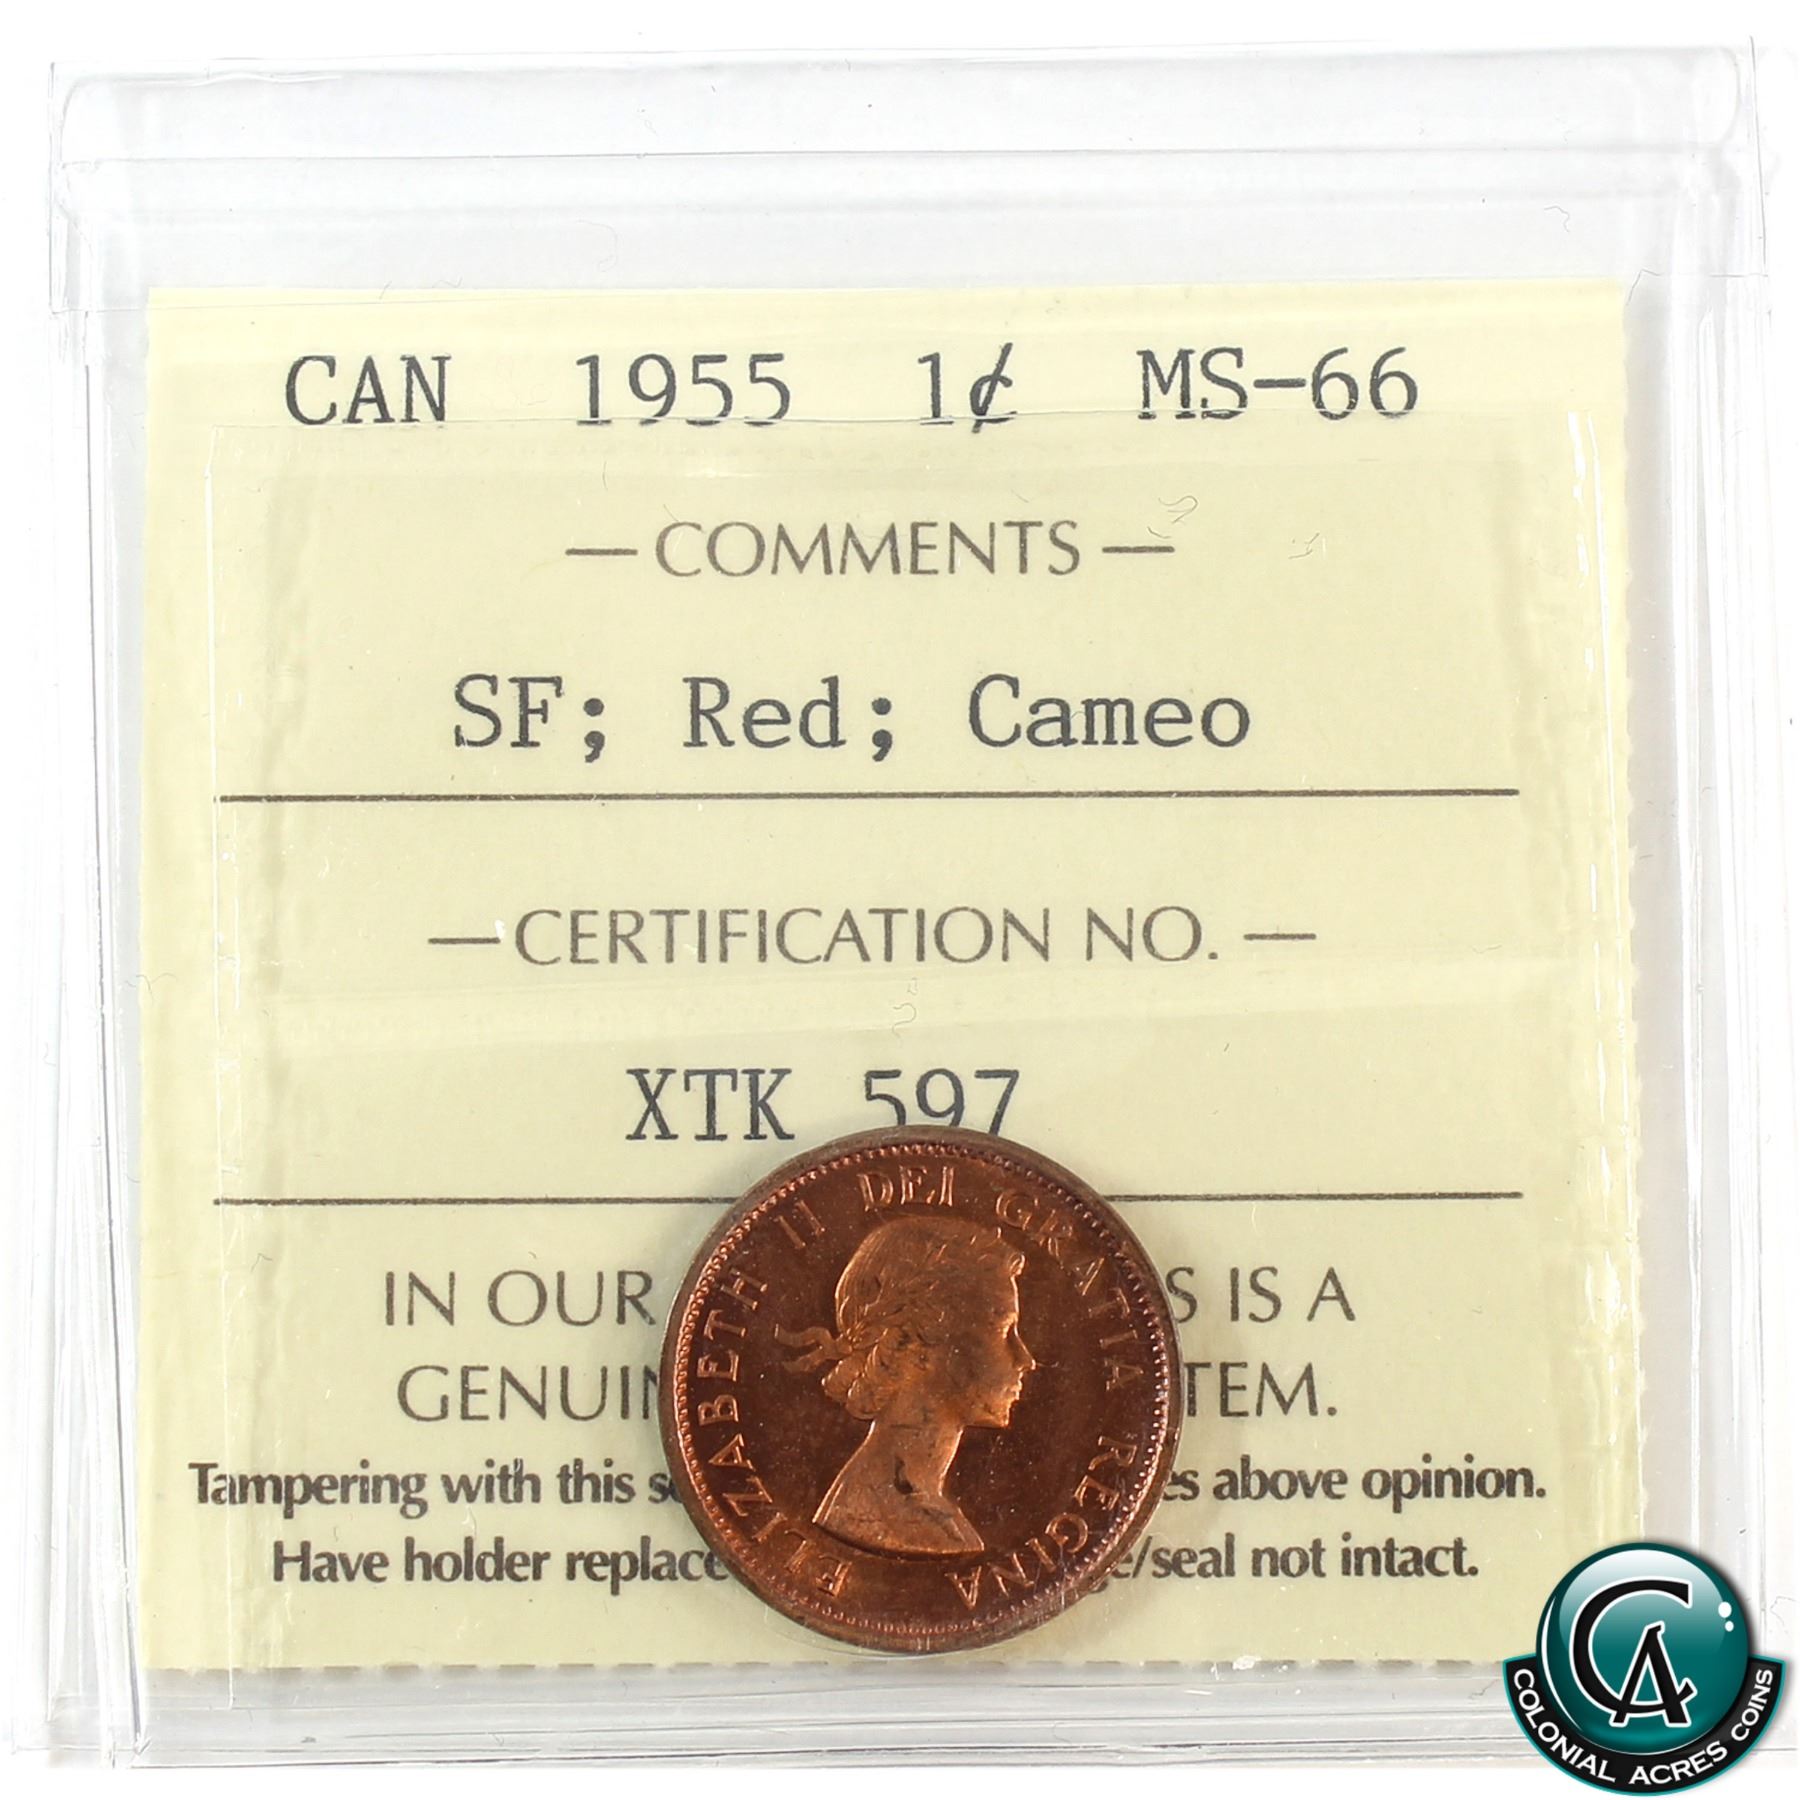 CAN 1955 1¢ MS-66
— COMMENTS —
SF; Red; Cameo
— CERTIFICATION NO. —
XTK 597
IN OUR S IS A
GENUIN TEM.
Tampering with this se es above opinion.
Have holder replace e/seal not intact.
ELIZABETH II DEI GRATIA REGINA
CA
COLONIAL ACRES COINS